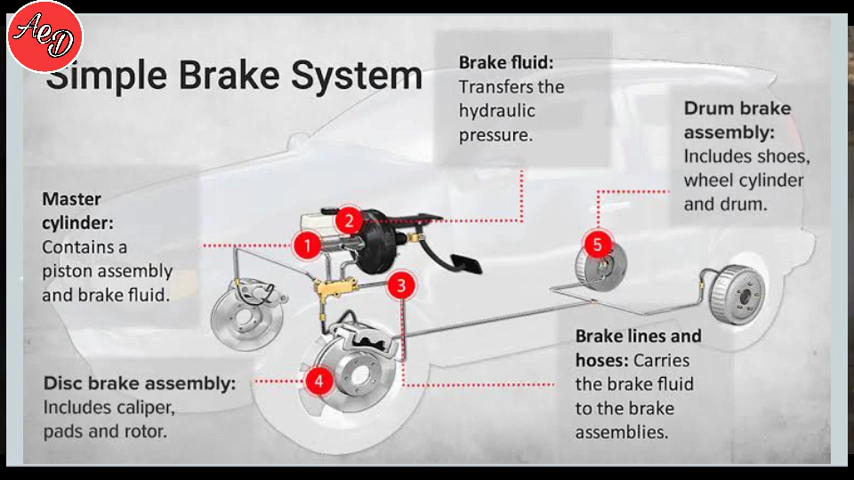 AeD
Simple Brake System
Brake fluid:
Transfers the
hydraulic
pressure.
Drum brake
assembly:
Includes shoes,
wheel cylinder
and drum.
Master
cylinder:
Contains a
piston assembly
and brake fluid.
1
2
3
4
5
Disc brake assembly:
Includes caliper,
pads and rotor.
Brake lines and
hoses: Carries
the brake fluid
to the brake
assemblies.